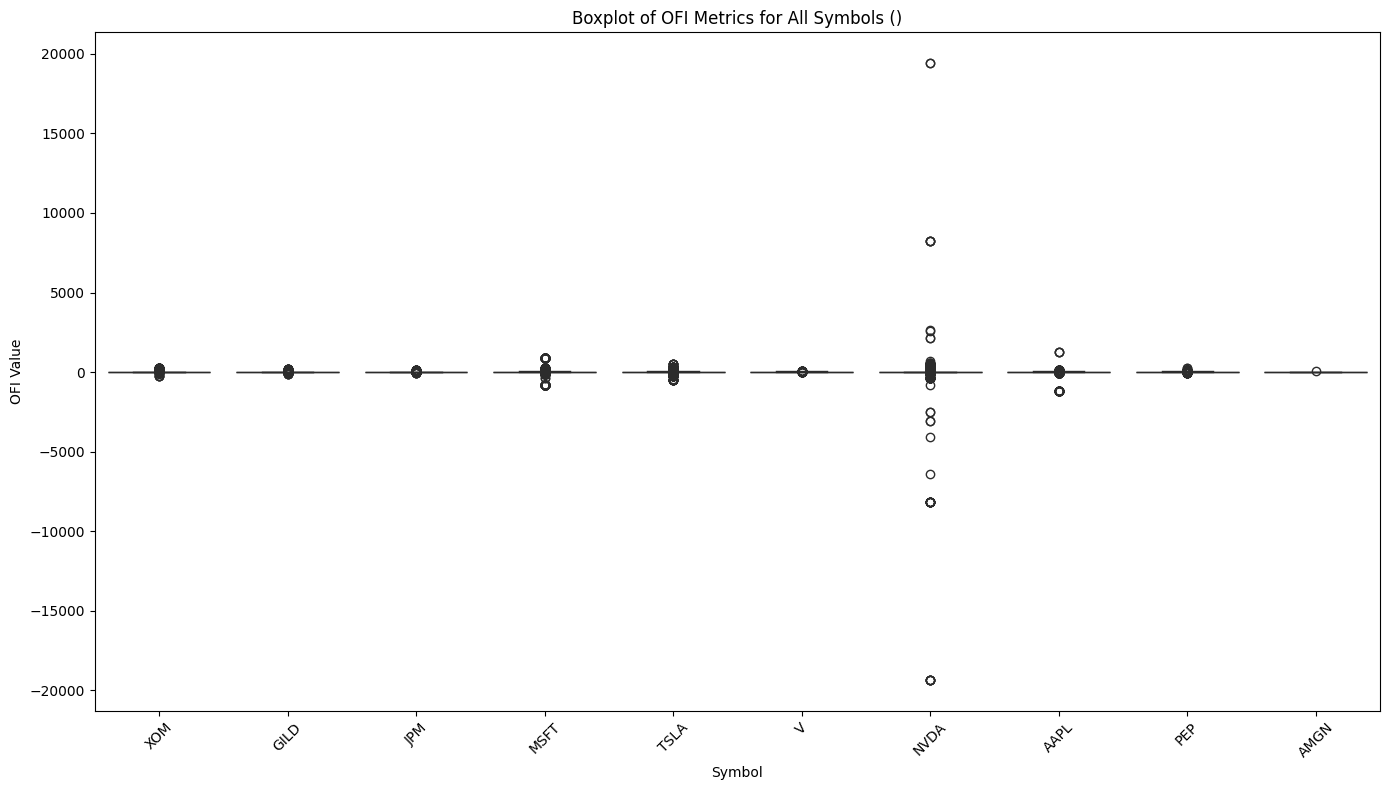 Boxplot of OFI Metrics for All Symbols ()
20000
15000
10000
5000
0
−5000
−10000
−15000
−20000
OFI Value
XOM
GILD
JPM
MSFT
TSLA
V
NVDA
AAPL
PEP
AMGN
Symbol